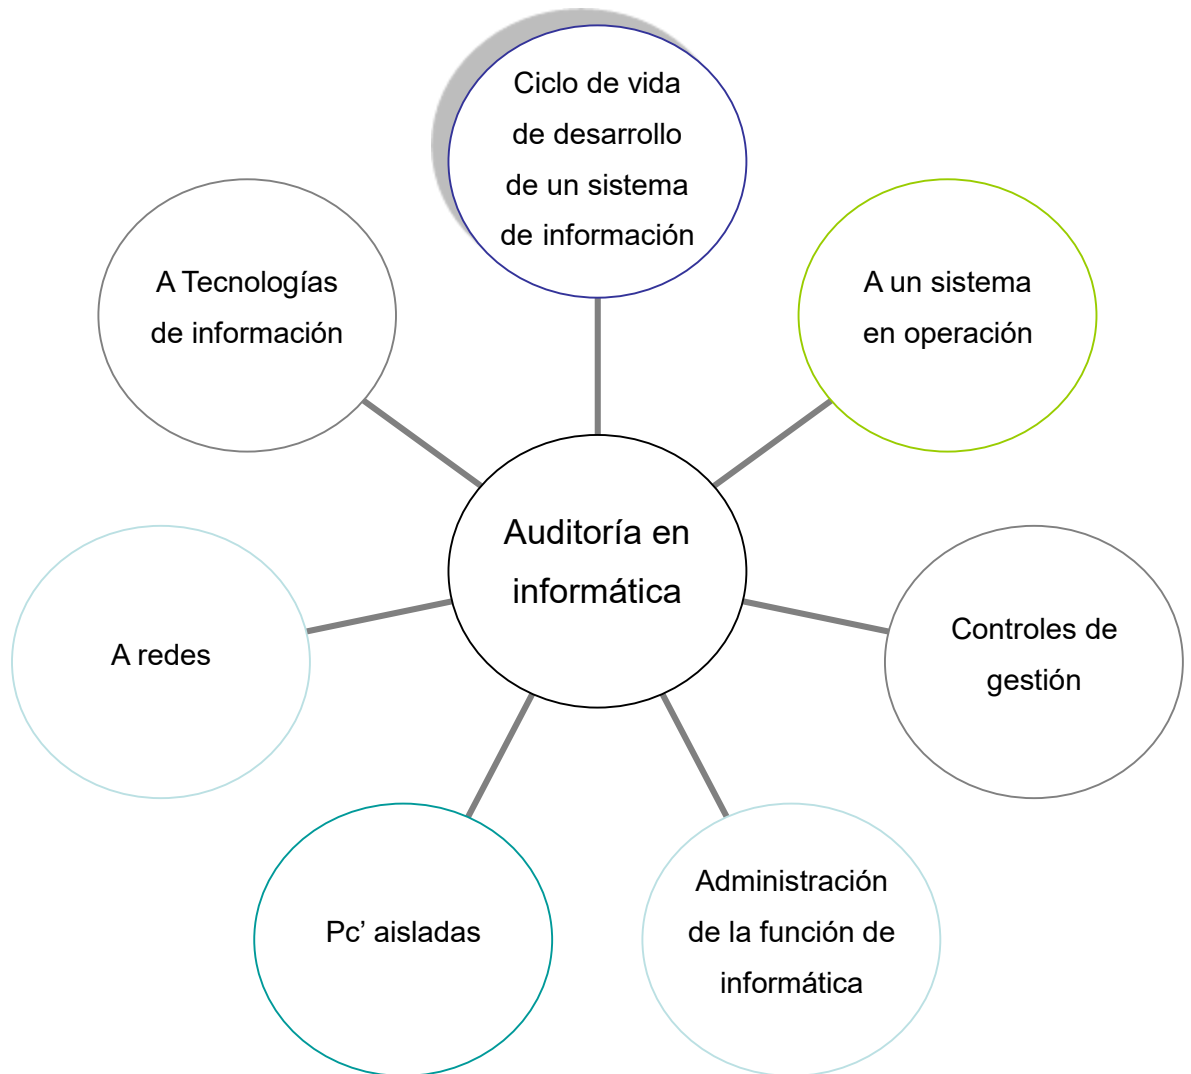 Ciclo de vida
de desarrollo
de un sistema
de información
A Tecnologías
de información
A un sistema
en operación
Auditoría en
informática
Controles de
gestión
A redes
Administración
de la función de
informática
Pc’ aisladas